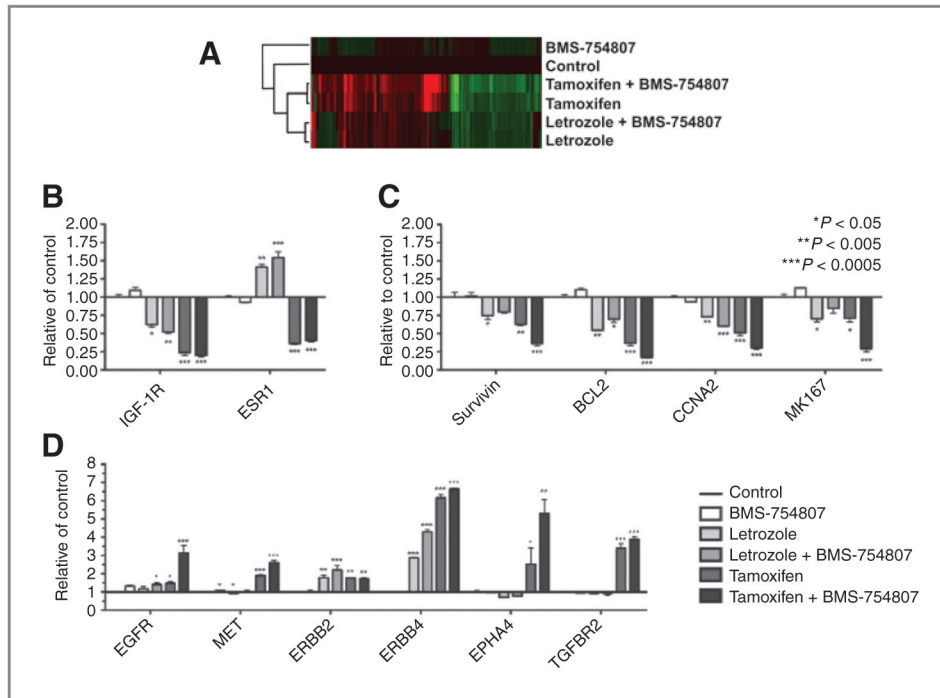 A
BMS-754807
Control
Tamoxifen + BMS-754807
Tamoxifen
Letrozole + BMS-754807
Letrozole
B
Relative of control
2.00
1.75
1.50
1.25
1.00
0.75
0.50
0.25
0.00
**
***
*
**
***
***
***
***
IGF-1R
ESR1
C
Relative to control
2.00
1.75
1.50
1.25
1.00
0.75
0.50
0.25
0.00
*P < 0.05
**P < 0.005
***P < 0.0005
*
**
***
**
*
***
***
**
***
***
***
*
*
***
Survivin
BCL2
CCNA2
MK167
D
Relative of control
8
7
6
5
4
3
2
1
0
*
*
***
*
*
***
***
**
***
**
**
***
***
***
***
*
**
***
***
EGFR
MET
ERBB2
ERBB4
EPHA4
TGFBR2
Control
BMS-754807
Letrozole
Letrozole + BMS-754807
Tamoxifen
Tamoxifen + BMS-754807